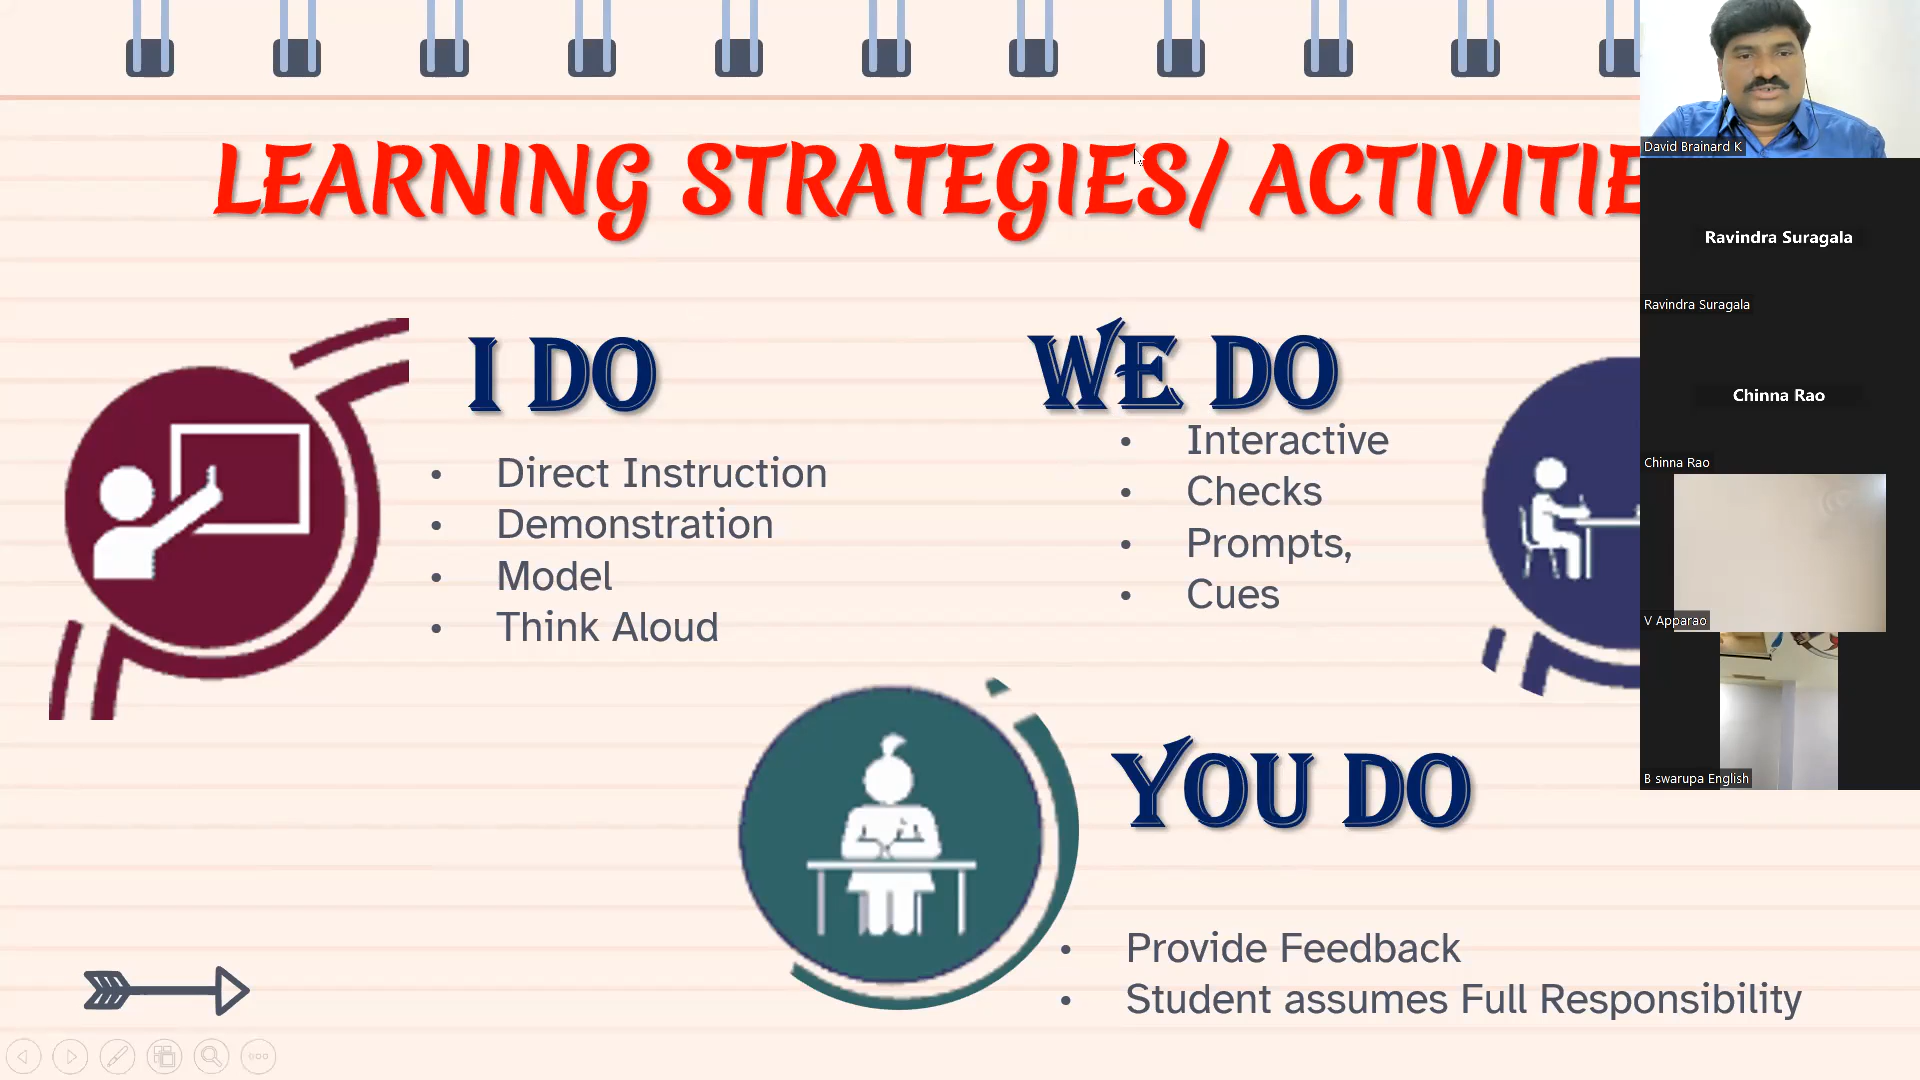 LEARNING STRATEGIES/ ACTIVITIE
I DO
• Direct Instruction
• Demonstration
• Model
• Think Aloud
WE DO
• Interactive
• Checks
• Prompts,
• Cues
YOU DO
• Provide Feedback
• Student assumes Full Responsibility
David Brainard K
Ravindra Suragala
Ravindra Suragala
Chinna Rao
Chinna Rao
V Apparao
B swarupa English